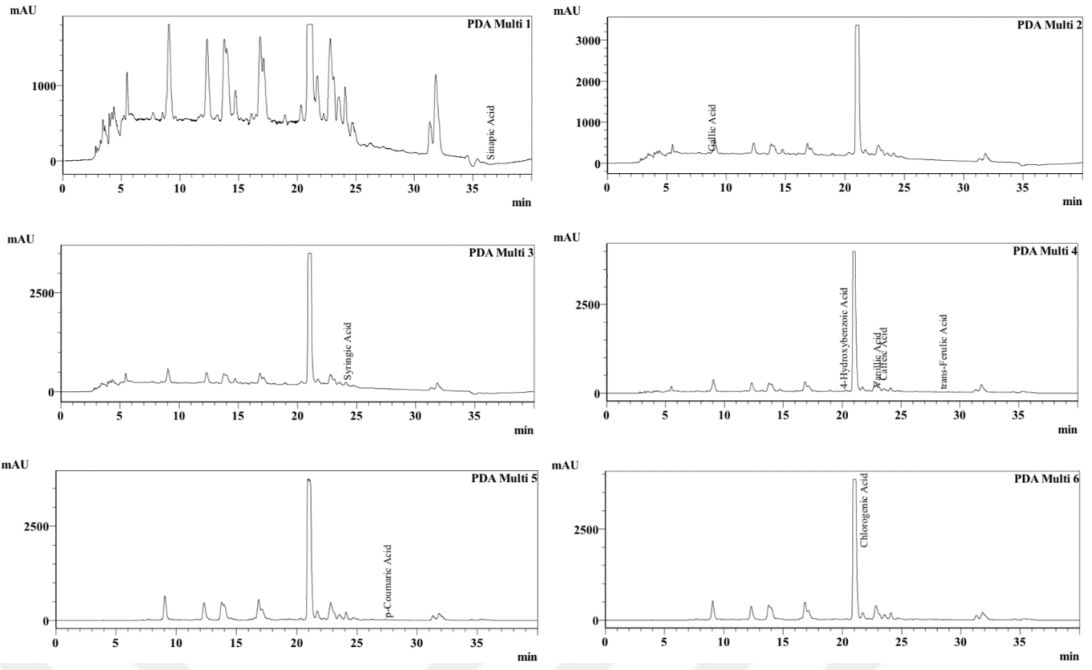 mAU
PDA Multi 1
1000
0
Sinapic Acid
0 5 10 15 20 25 30 35
min
mAU
PDA Multi 2
3000
2000
1000
0
Gallic Acid
0 5 10 15 20 25 30 35
min
mAU
PDA Multi 3
2500
0
Syringic Acid
0 5 10 15 20 25 30 35
min
mAU
PDA Multi 4
2500
0
4-Hydroxybenzoic Acid
Vanilic Acid
Caffeic Acid
trans-Ferulic Acid
0 5 10 15 20 25 30 35
min
mAU
PDA Multi 5
2500
0
p-Coumaric Acid
0 5 10 15 20 25 30 35
min
mAU
PDA Multi 6
2500
0
Chlorogenic Acid
0 5 10 15 20 25 30 35
min